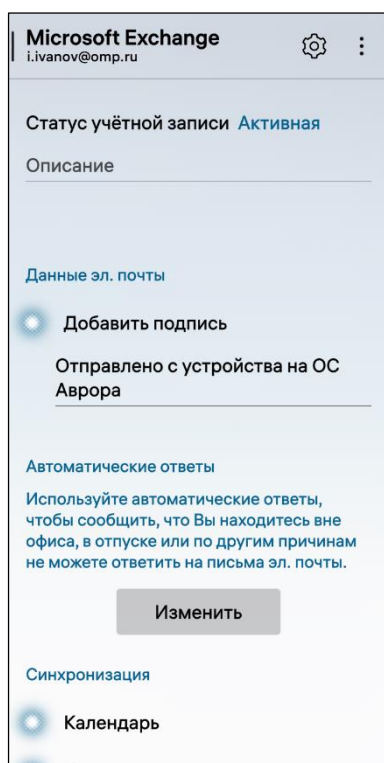 Microsoft Exchange
i.ivanov@omp.ru
Статус учётной записи Активная
Описание
Данные эл. почты
Добавить подпись
Отправлено с устройства на ОС
Аврора
Автоматические ответы
Используйте автоматические ответы,
чтобы сообщить, что Вы находитесь вне
офиса, в отпуске или по другим причинам
не можете ответить на письма эл. почты.
Изменить
Синхронизация
Календарь